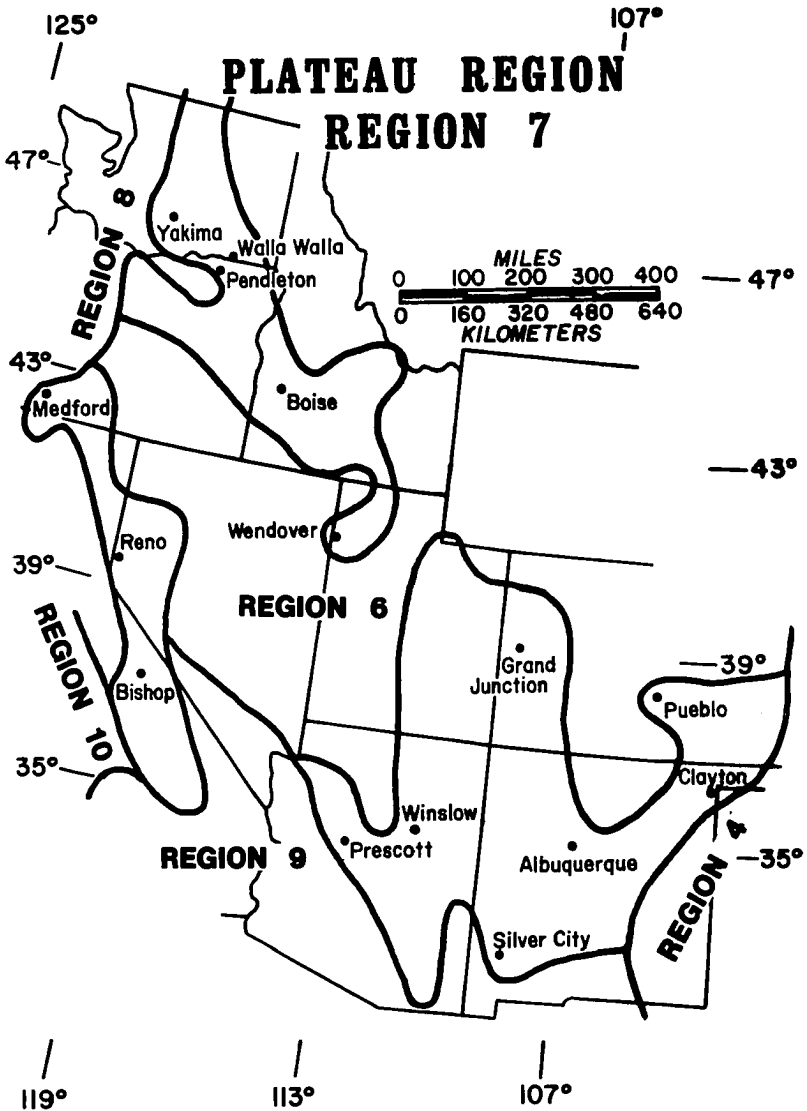 125°
107°
PLATEAU REGION
REGION 7
47°
REGION 8
Yakima
Walla Walla
Pendleton
MILES
0 100 200 300 400
0 160 320 480 640
KILOMETERS
47°
43°
Medford
Boise
43°
Reno
Wendover
39°
REGION 6
REGION 10
Bishop
Grand
Junction
39°
Pueblo
35°
Clayton
Winslow
Prescott
REGION 9
Albuquerque
REGION 4
35°
Silver City
119°
113°
107°